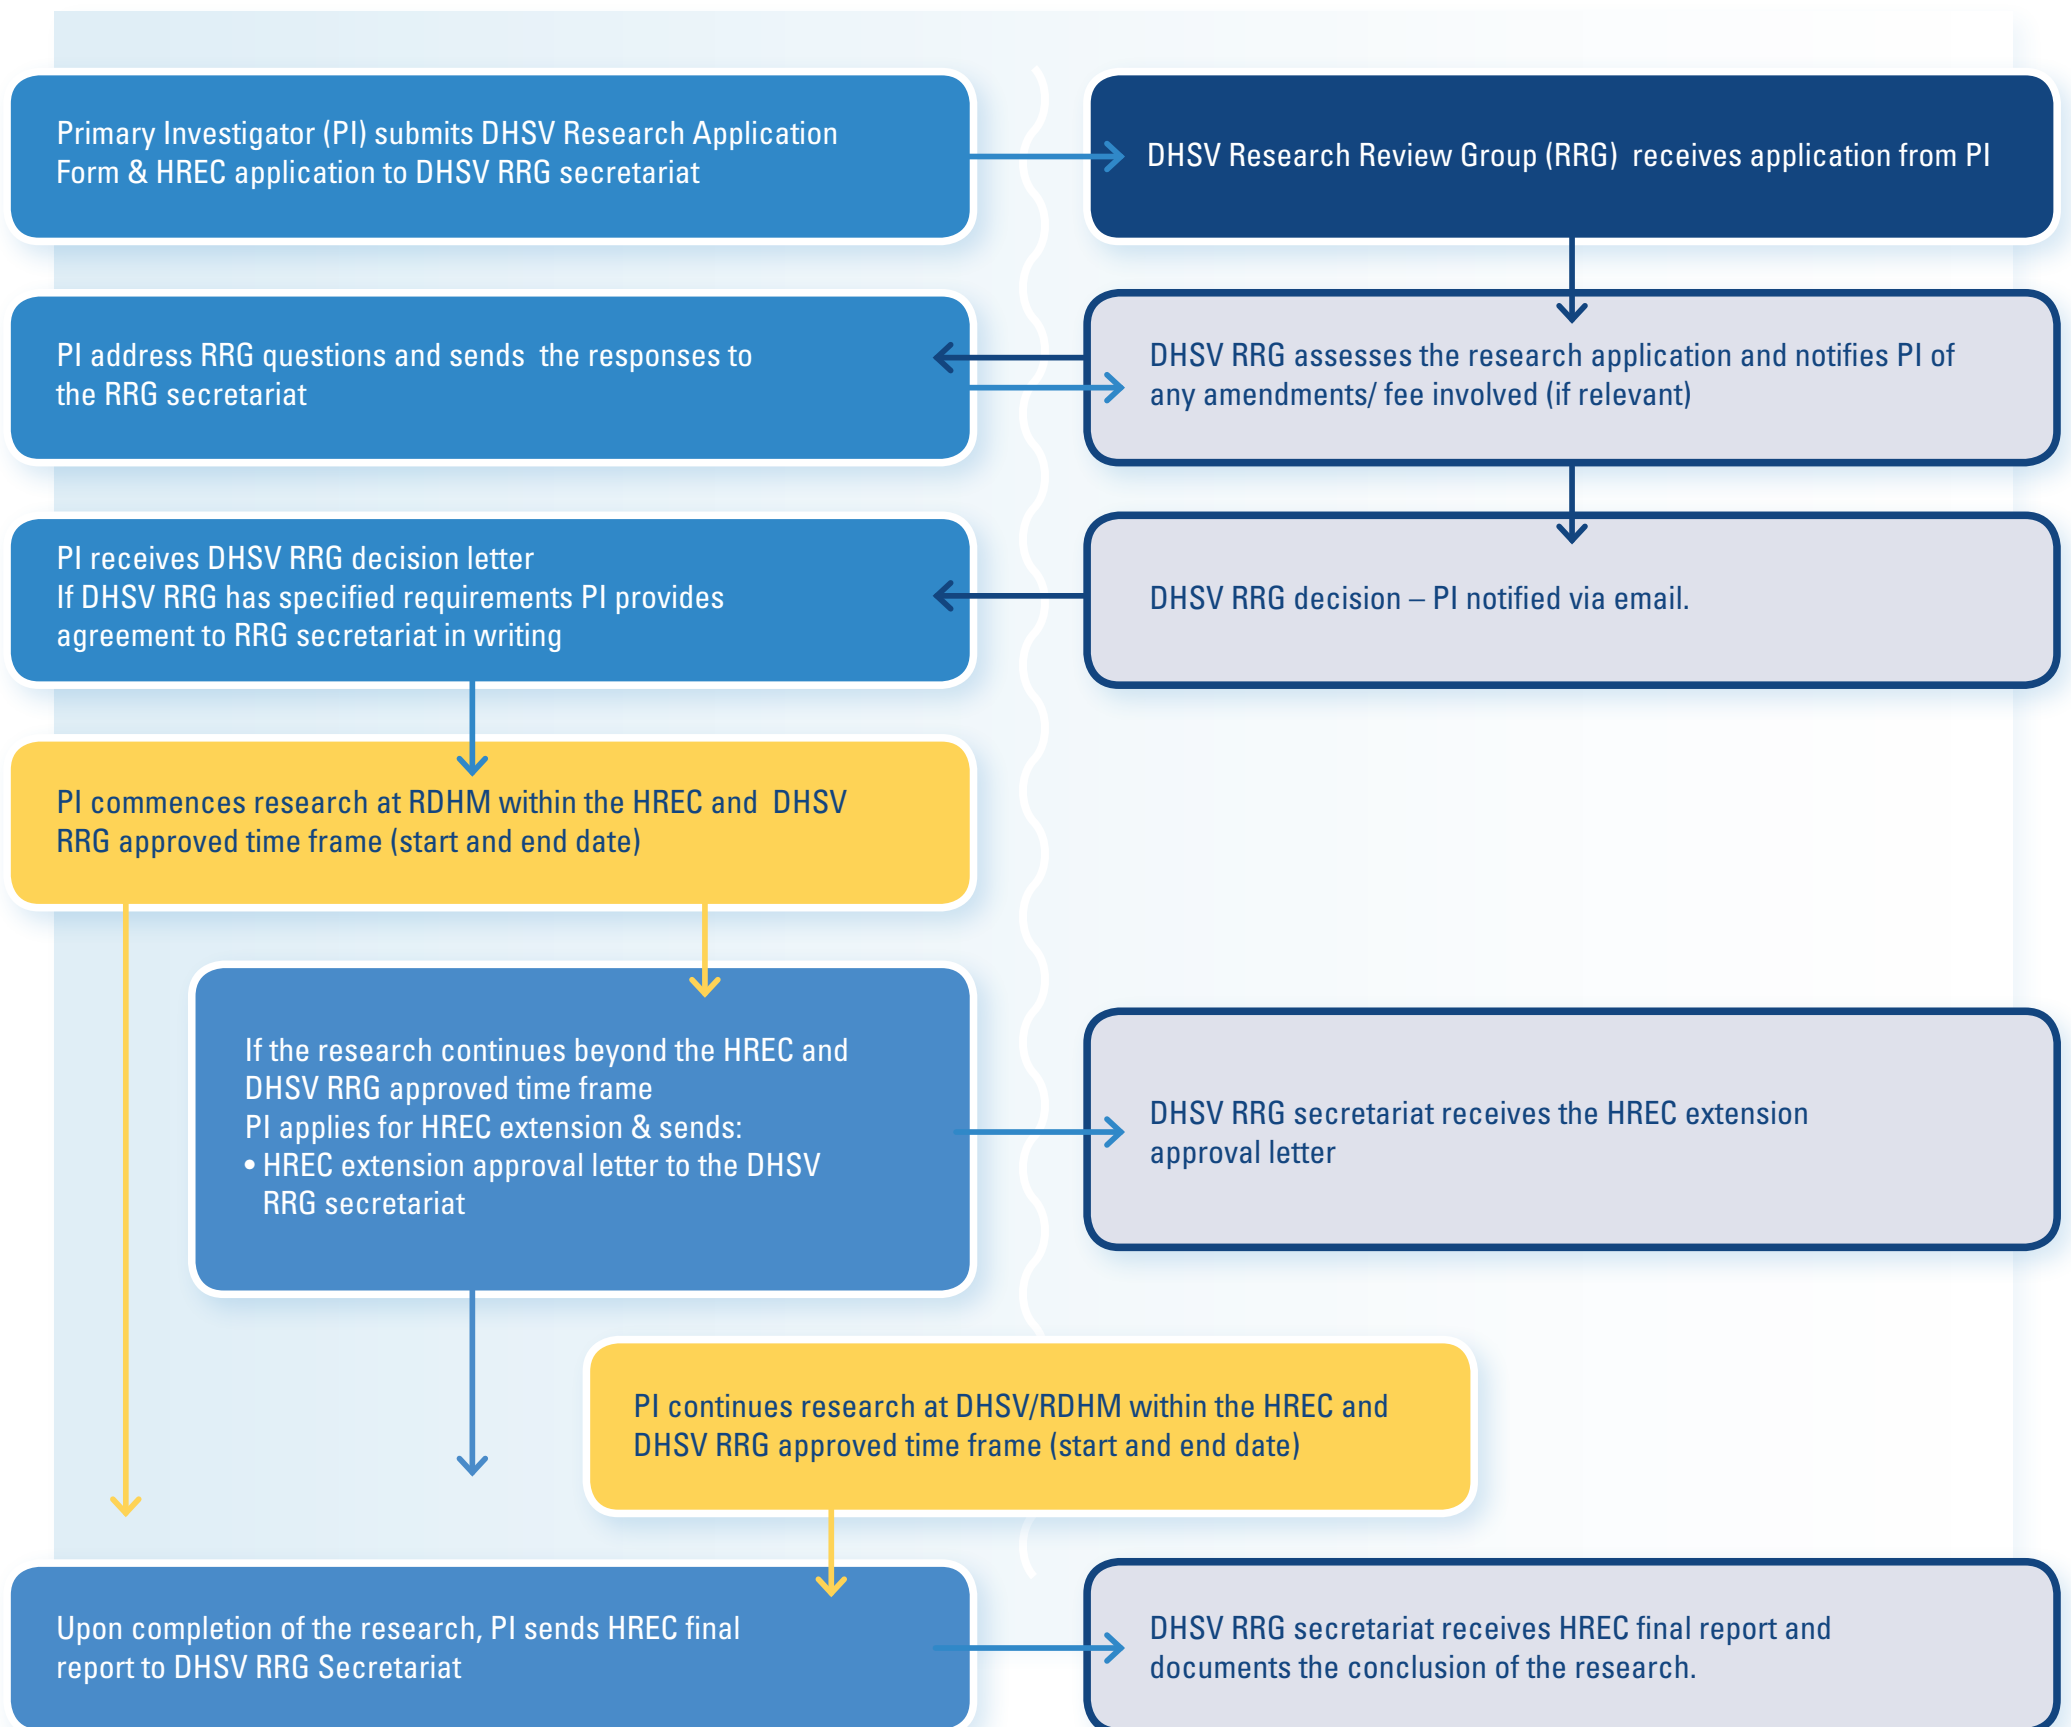 Primary Investigator (PI) submits DHSV Research Application
Form & HREC application to DHSV RRG secretariat
DHSV Research Review Group (RRG) receives application from PI
PI address RRG questions and sends the responses to
the RRG secretariat
DHSV RRG assesses the research application and notifies PI of
any amendments/ fee involved (if relevant)
PI receives DHSV RRG decision letter
If DHSV RRG has specified requirements PI provides
agreement to RRG secretariat in writing
DHSV RRG decision – PI notified via email.
PI commences research at RDHM within the HREC and DHSV
RRG approved time frame (start and end date)
If the research continues beyond the HREC and
DHSV RRG approved time frame
PI applies for HREC extension & sends:
• HREC extension approval letter to the DHSV
RRG secretariat
DHSV RRG secretariat receives the HREC extension
approval letter
PI continues research at DHSV/RDHM within the HREC and
DHSV RRG approved time frame (start and end date)
Upon completion of the research, PI sends HREC final
report to DHSV RRG Secretariat
DHSV RRG secretariat receives HREC final report and
documents the conclusion of the research.